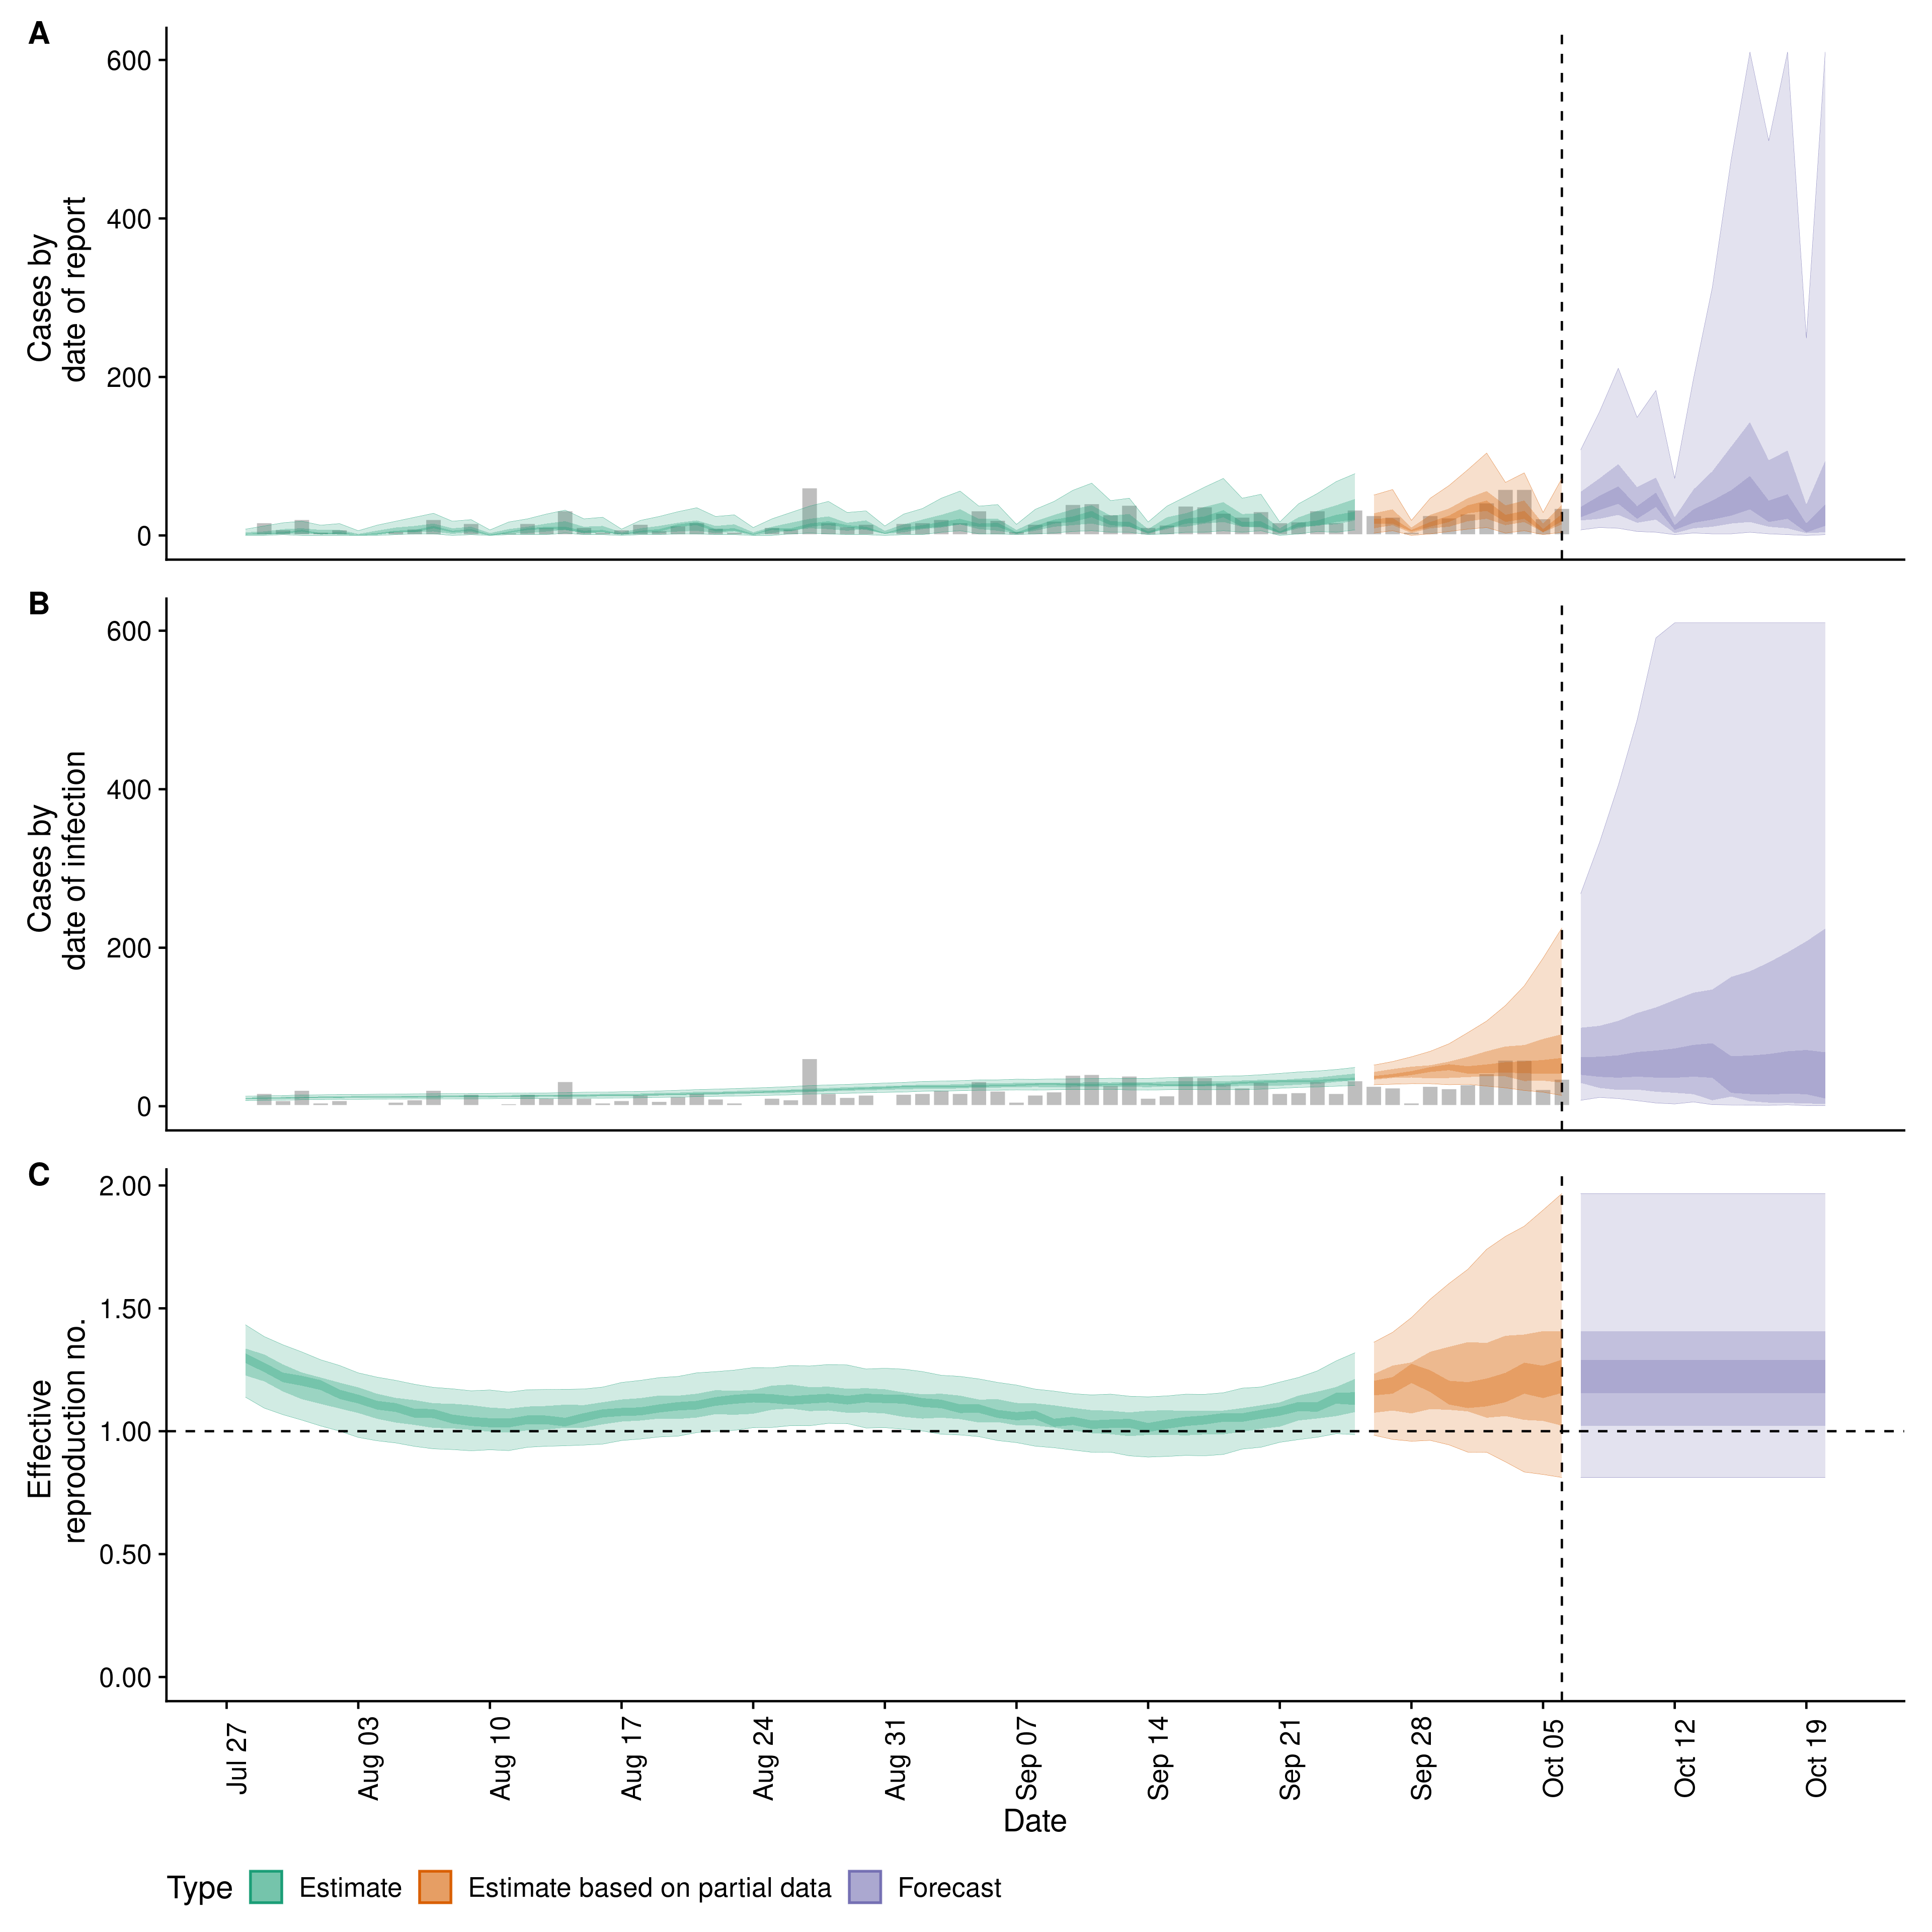 A
Cases by
date of report
600
400
200
0
B
Cases by
date of infection
600
400
200
0
C
Effective
reproduction no.
2.00
1.50
1.00
0.50
0.00
Jul 27
Aug 03
Aug 10
Aug 17
Aug 24
Aug 31
Sep 07
Sep 14
Sep 21
Sep 28
Oct 05
Oct 12
Oct 19
Date
Type Estimate Estimate based on partial data Forecast